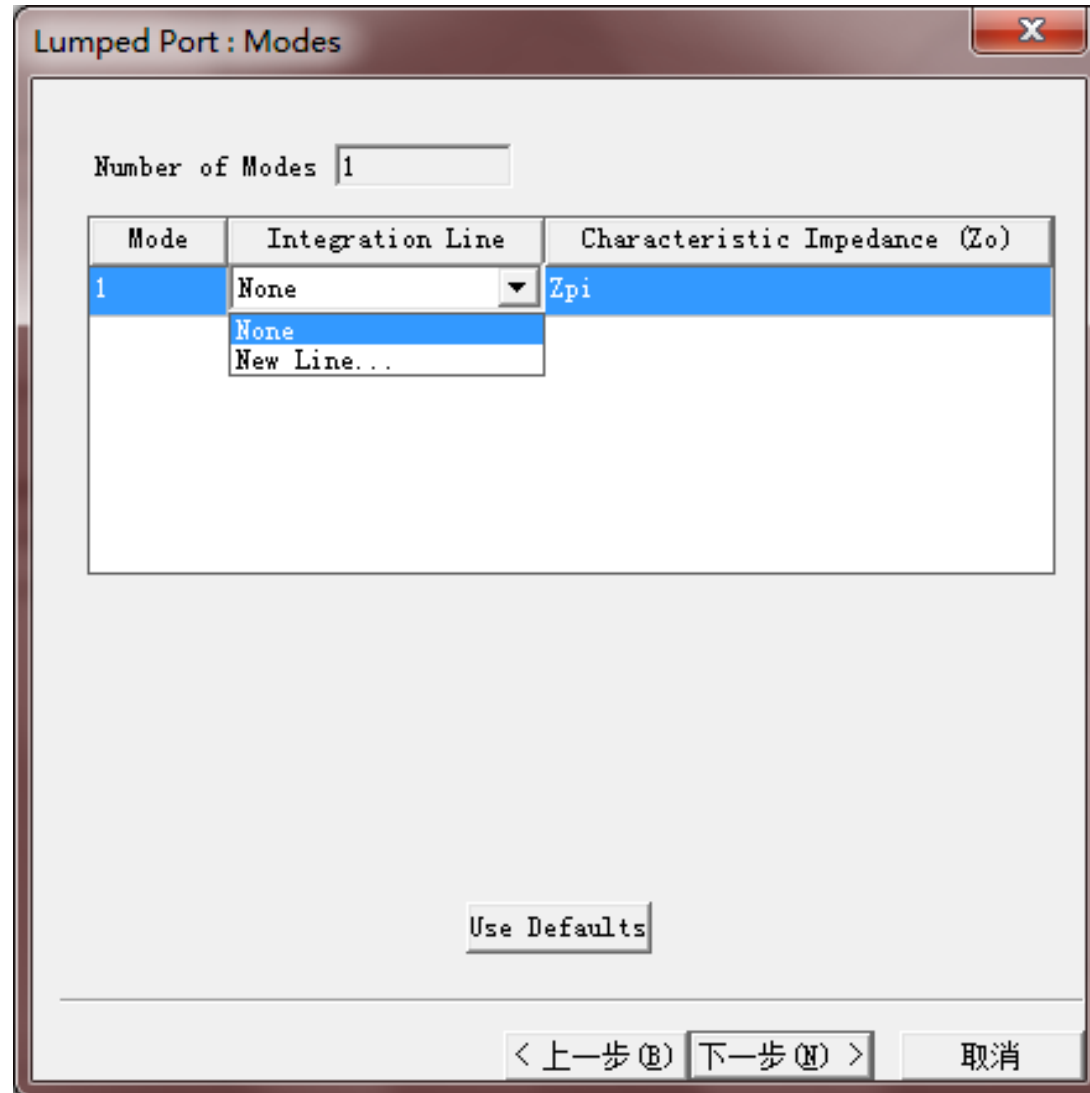 Lumped Port : Modes
Number of Modes 1
Mode Integration Line Characteristic Impedance (Zo)
1 None Zpi
None
New Line...
Use Defaults
< 上一步(B) 下一步(N) > 取消